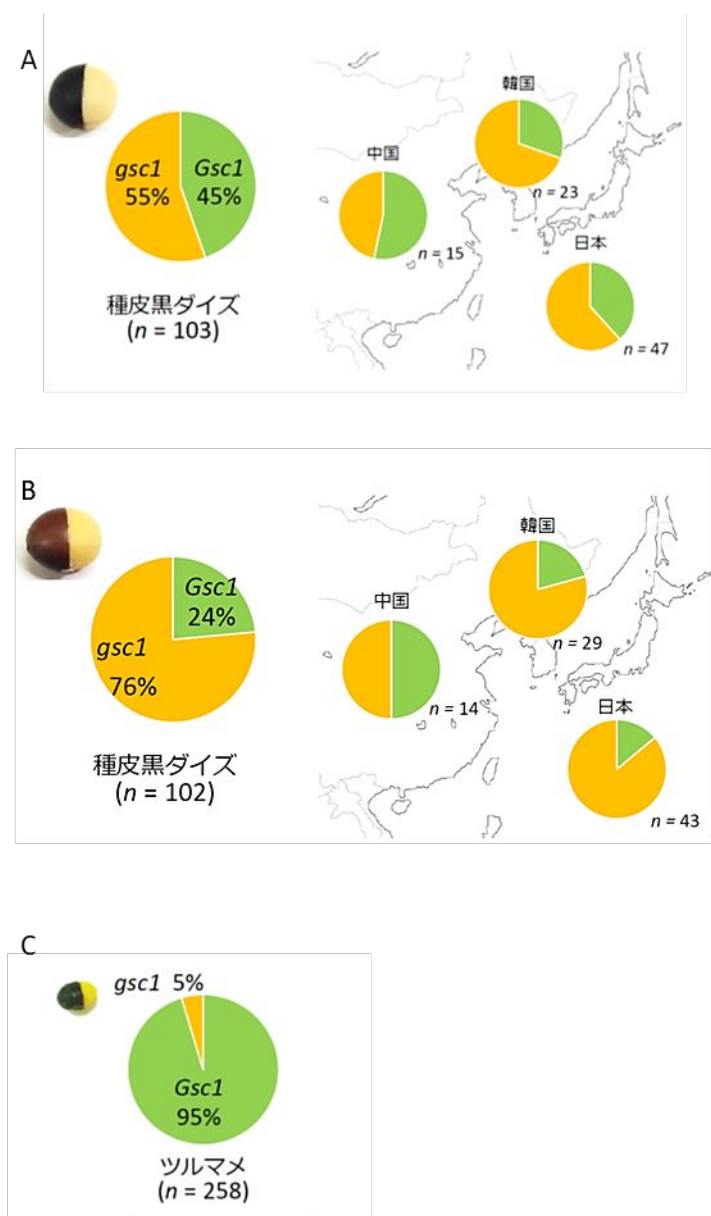 A
gsc1
55%
Gsc1
45%
種皮黒ダイズ
(n = 103)
中国
n = 15
韓国
n = 23
日本
n = 47
B
Gsc1
24%
gsc1
76%
種皮黒ダイズ
(n = 102)
中国
n = 14
韓国
n = 29
日本
n = 43
C
gsc1 5%
Gsc1
95%
ツルマメ
(n = 258)